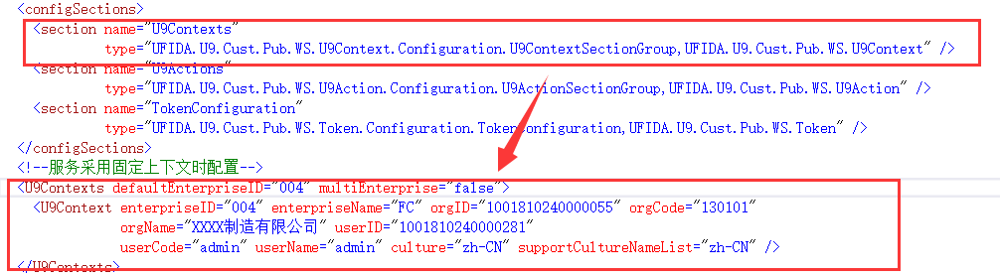 <configSections>
<section name="U9Contexts"
type="UFIDA.U9.Cust.Pub.WS.U9Context.Configuration.U9ContextSectionGroup,UFIDA.U9.Cust.Pub.WS.U9Context" />
<section name="U9Actions"
type="UFIDA.U9.Cust.Pub.WS.U9Action.Configuration.U9ActionSectionGroup,UFIDA.U9.Cust.Pub.WS.U9Action" />
<section name="TokenConfiguration"
type="UFIDA.U9.Cust.Pub.WS.Token.Configuration.TokenConfiguration,UFIDA.U9.Cust.Pub.WS.Token" />
</configSections>
<!--服务采用固定上下文时配置-->
<U9Contexts defaultEnterpriseID="004" multiEnterprise="false">
<U9Context enterpriseID="004" enterpriseName="FC" orgID="1001810240000055" orgCode="130101"
orgName="XXXX制造有限公司" userID="1001810240000281"
userCode="admin" userName="admin" culture="zh-CN" supportCultureNameList="zh-CN" />
</U9Contexts>